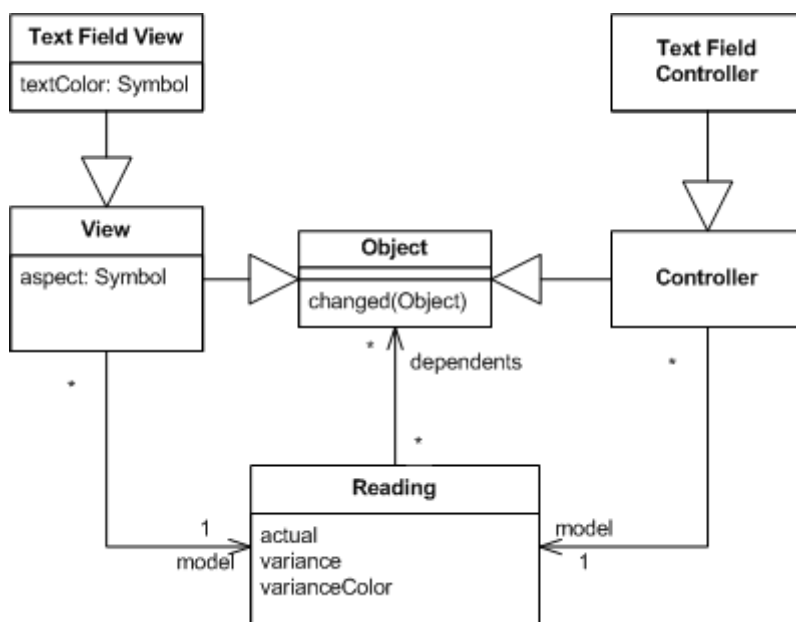 Text Field View
textColor: Symbol
Text Field
Controller
View
aspect: Symbol
Object
changed(Object)
Controller
*
dependents
*
*
*
Reading
actual
variance
varianceColor
1
model
model
1